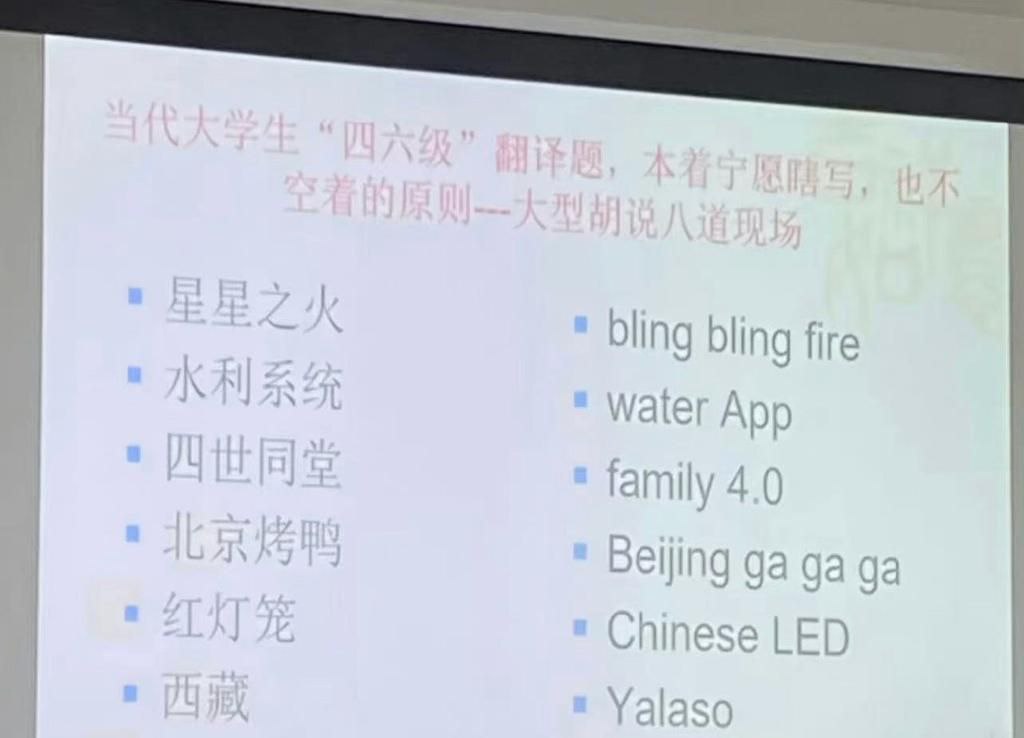 当代大学生“四六级”翻译题，本着宁愿瞎写，也不
空着的原则---大型胡说八道现场
星星之火
bling bling fire
水利系统
water App
四世同堂
family 4.0
北京烤鸭
Beijing ga ga ga
红灯笼
Chinese LED
西藏
Yalaso